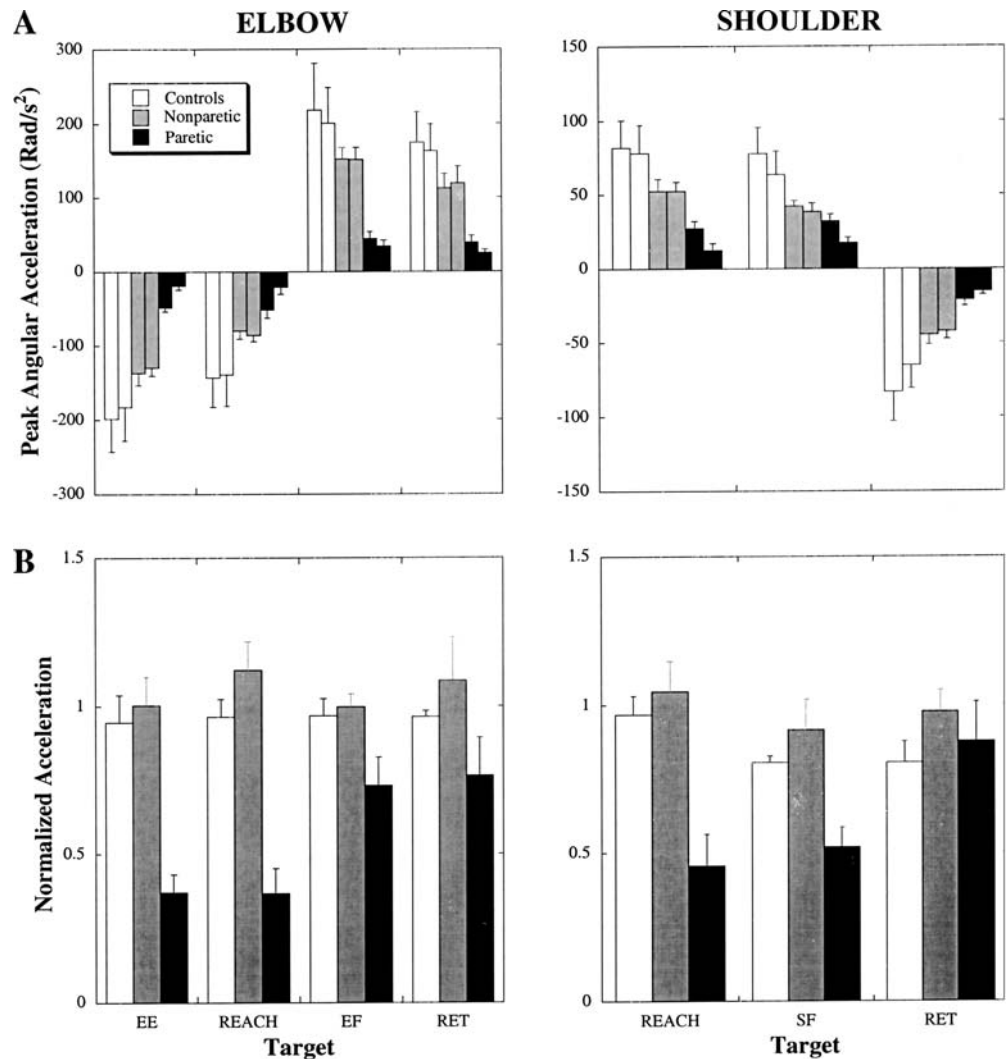 A
ELBOW
SHOULDER
Peak Angular Acceleration (Rad/s²)
300
200
100
0
-100
-200
-300
Controls
Nonparetic
Paretic
150
100
50
0
-50
-100
-150
B
Normalized Acceleration
1.5
1
0.5
0
EE REACH EF RET
Target
1.5
1
0.5
0
REACH SF RET
Target